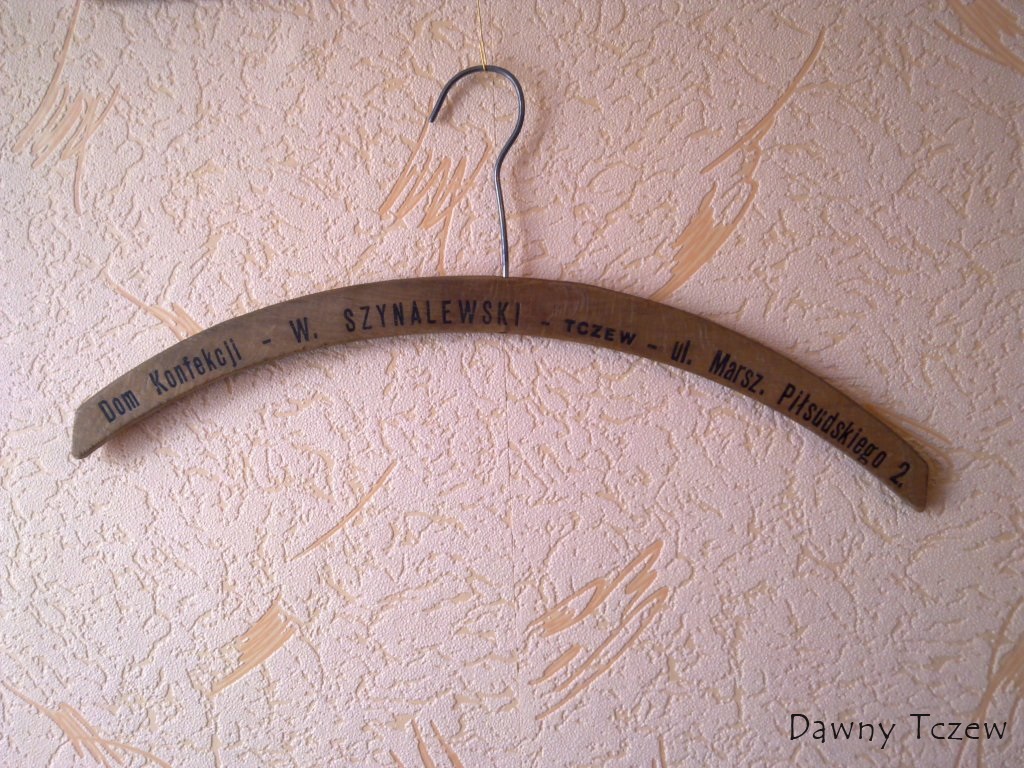 Dom Konfekcji - W. SZYNALEWSKI - TCZEW - ul. Marsz. Piłsudskiego 2.
Dawny Tczew